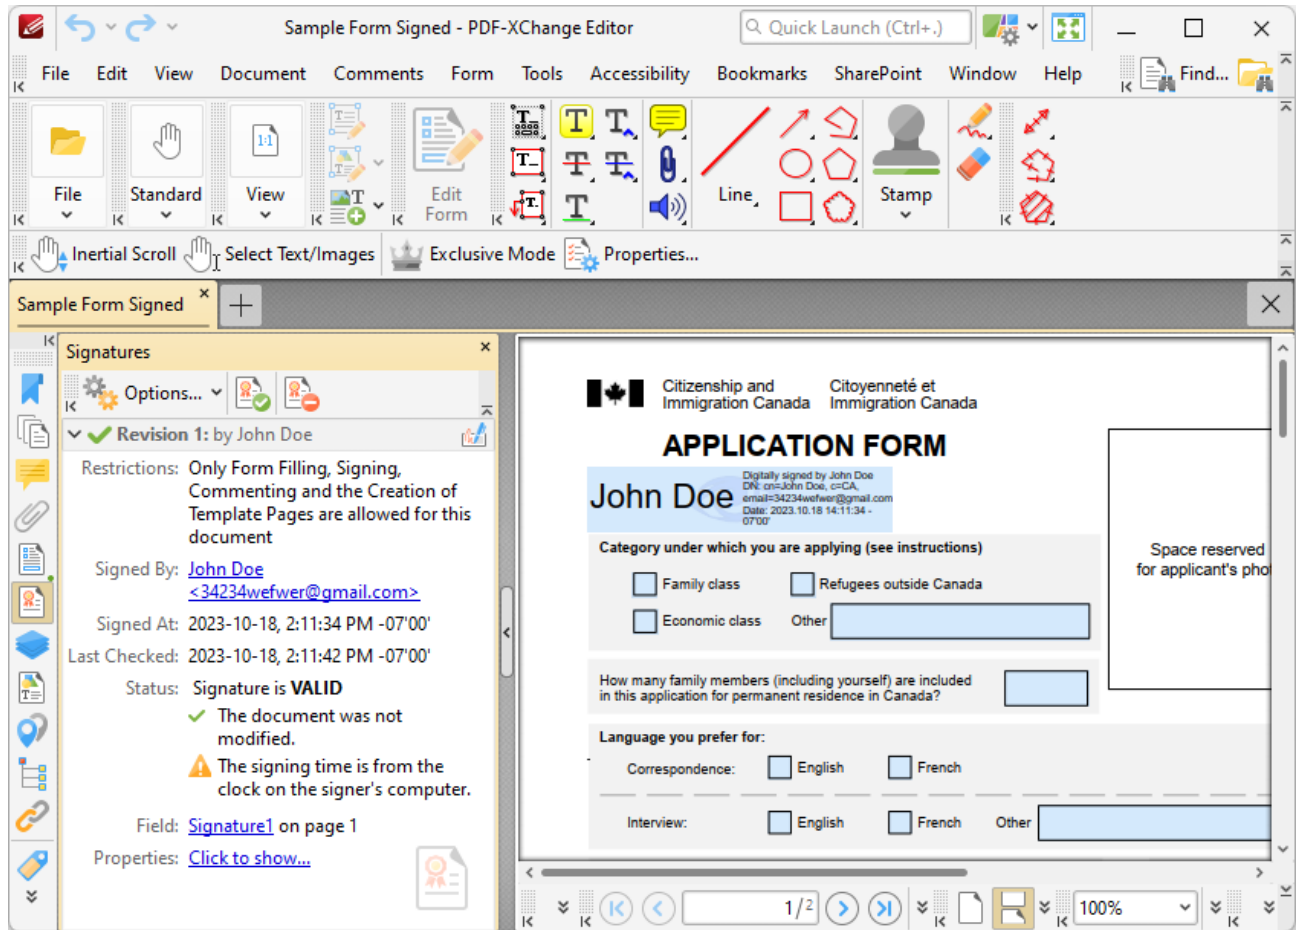 Sample Form Signed - PDF-XChange Editor
Quick Launch (Ctrl+.)
File Edit View Document Comments Form Tools Accessibility Bookmarks SharePoint Window Help Find...
File Standard View Edit Form Line Stamp
Inertial Scroll Select Text/Images Exclusive Mode Properties...
Sample Form Signed
Signatures
Options...
Revision 1: by John Doe
Restrictions: Only Form Filling, Signing,
Commenting and the Creation of
Template Pages are allowed for this
document
Signed By: John Doe
<34234wefwer@gmail.com>
Signed At: 2023-10-18, 2:11:34 PM -07'00'
Last Checked: 2023-10-18, 2:11:42 PM -07'00'
Status: Signature is VALID
The document was not
modified.
The signing time is from the
clock on the signer's computer.
Field: Signature1 on page 1
Properties: Click to show...
Citizenship and
Immigration Canada
Citoyenneté et
Immigration Canada
APPLICATION FORM
John Doe
Digitally signed by John Doe
DN: cn=John Doe, c=CA,
email=34234wefwer@gmail.com
Date: 2023.10.18 14:11:34 -
07'00'
Space reserved
for applicant's phot
Category under which you are applying (see instructions)
Family class Refugees outside Canada
Economic class Other
How many family members (including yourself) are included
in this application for permanent residence in Canada?
Language you prefer for:
Correspondence: English French
Interview: English French Other
1/2
100%